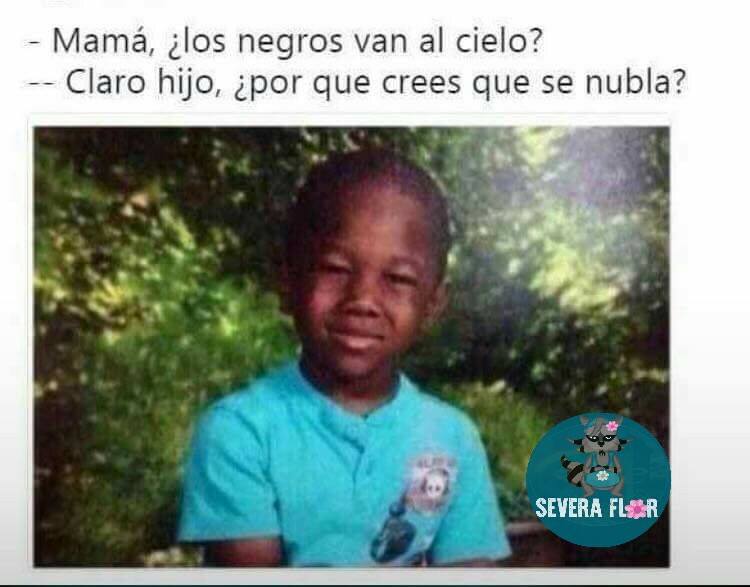 - Mamá, ¿los negros van al cielo?
-- Claro hijo, ¿por que crees que se nubla?
SEVERA FLOR